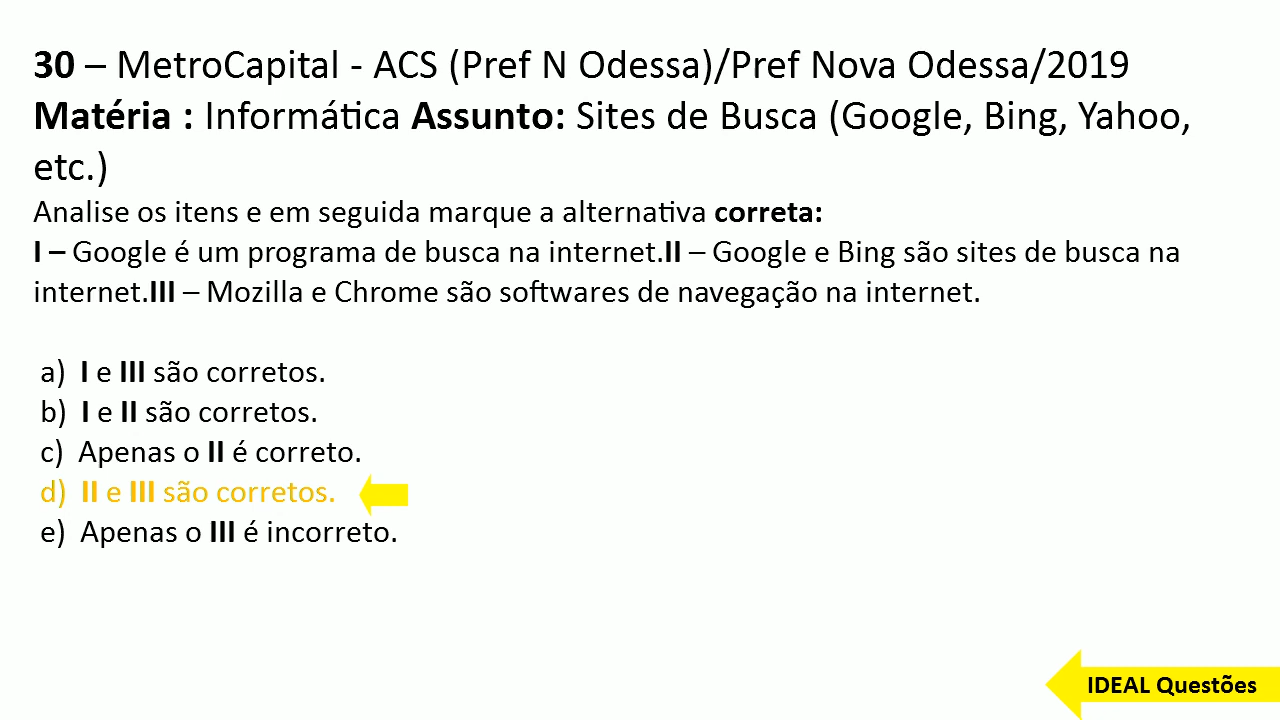 30 – MetroCapital - ACS (Pref N Odessa)/Pref Nova Odessa/2019
Matéria : Informática Assunto: Sites de Busca (Google, Bing, Yahoo,
etc.)
Analise os itens e em seguida marque a alternativa correta:
I – Google é um programa de busca na internet.II – Google e Bing são sites de busca na
internet.III – Mozilla e Chrome são softwares de navegação na internet.
a) I e III são corretos.
b) I e II são corretos.
c) Apenas o II é correto.
d) II e III são corretos.
e) Apenas o III é incorreto.
IDEAL Questões